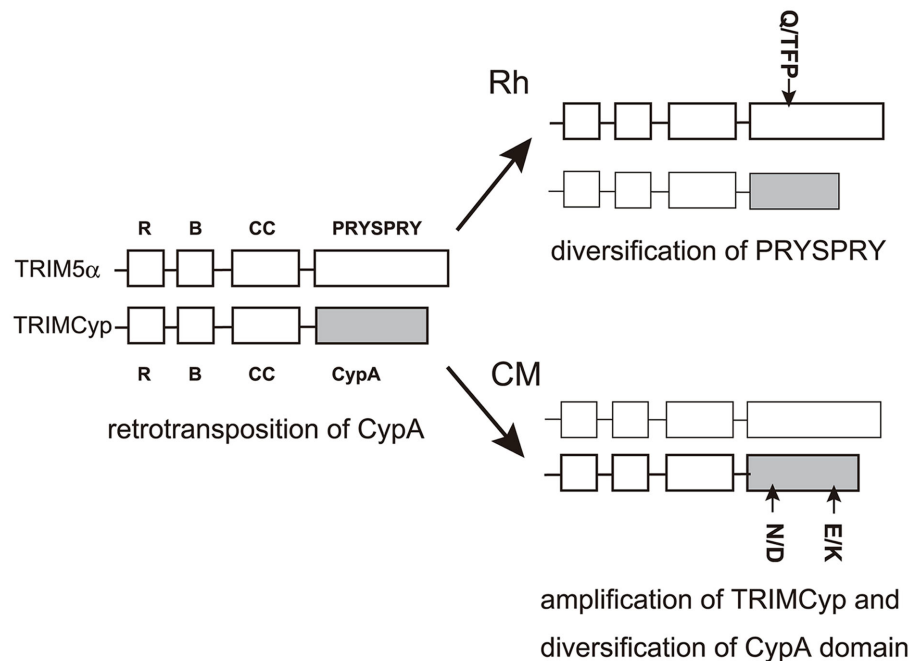 Q/TFP
Rh
diversification of PRYSPRY
R B CC PRYSPRY
TRIM5α
TRIMCyp
R B CC CypA
retrotransposition of CypA
CM
N/D E/K
amplification of TRIMCyp and
diversification of CypA domain